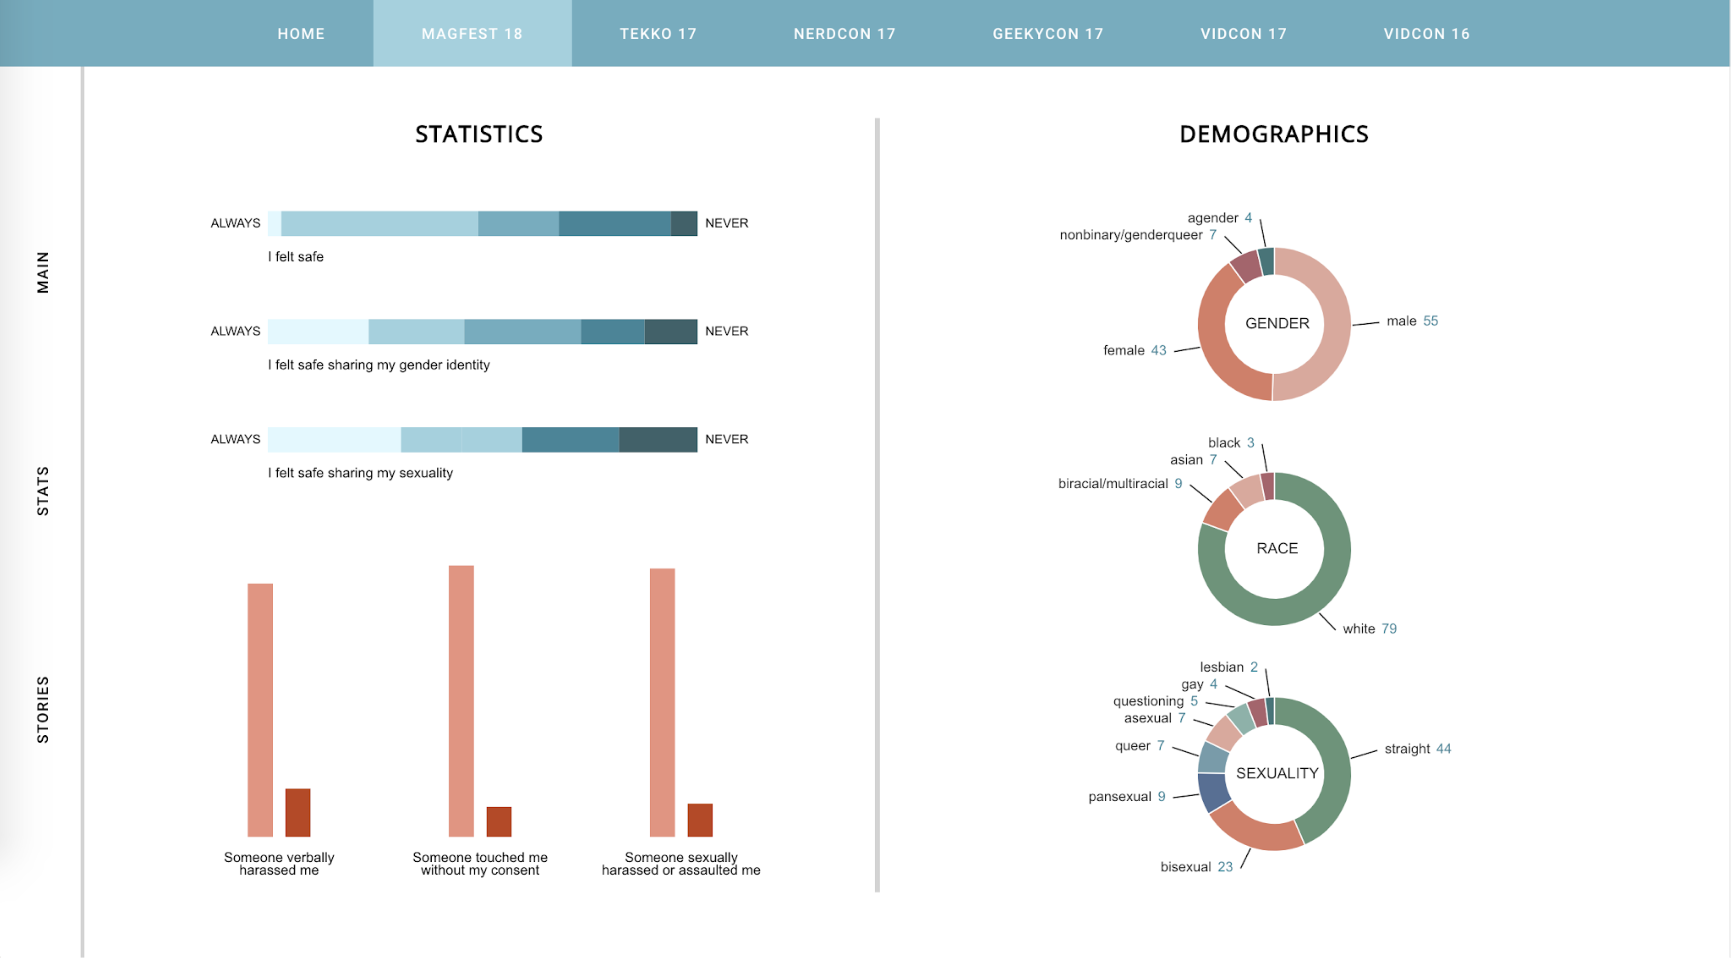 HOME
MAGFEST 18
TEKKO 17
NERDCON 17
GEEKYCON 17
VIDCON 17
VIDCON 16
MAIN
STATS
STORIES
STATISTICS
ALWAYS
NEVER
I felt safe
ALWAYS
NEVER
I felt safe sharing my gender identity
ALWAYS
NEVER
I felt safe sharing my sexuality
Someone verbally
harassed me
Someone touched me
without my consent
Someone sexually
harassed or assaulted me
DEMOGRAPHICS
agender 4
nonbinary/genderqueer 7
GENDER
male 55
female 43
black 3
asian 7
biracial/multiracial 9
RACE
white 79
lesbian 2
gay 4
questioning 5
asexual 7
queer 7
straight 44
SEXUALITY
pansexual 9
bisexual 23